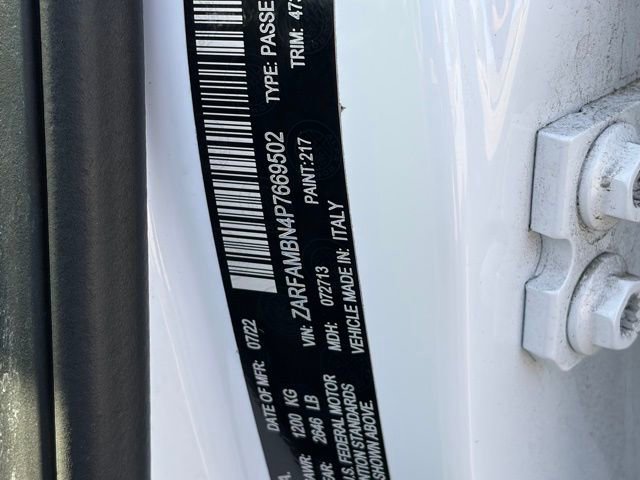 DATE OF MFR: 07/22
1200 KG
2646 LB
U.S. FEDERAL MOTOR
STANDARDS
SHOWN ABOVE.
VIN: ZARFAMBN4P7669502
TYPE: PASSE
MDH: 072713 PAINT: 217 TRIM: 47
VEHICLE MADE IN: ITALY